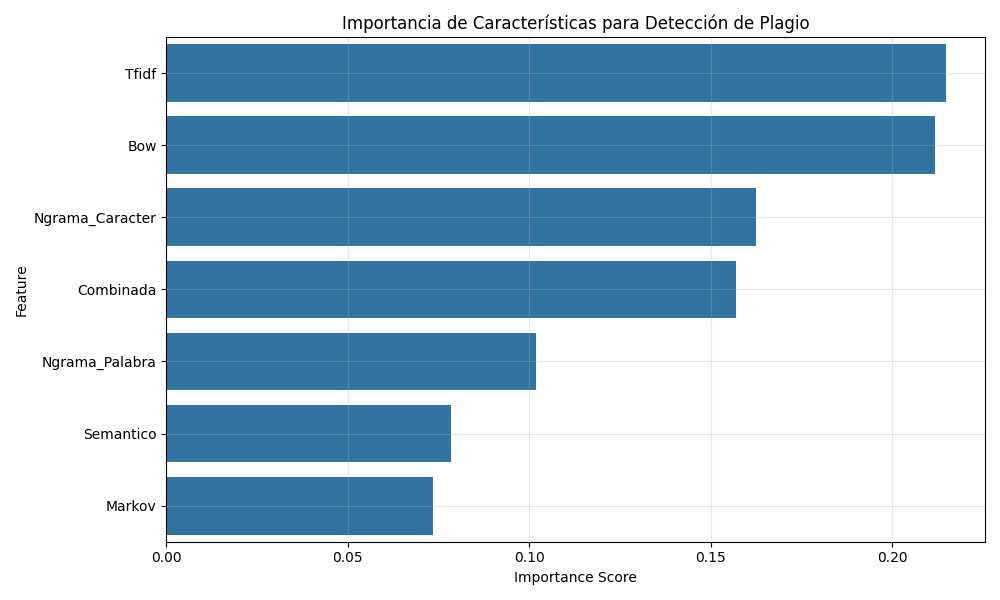 Importancia de Características para Detección de Plagio
Feature
Tfidf
Bow
Ngrama_Caracter
Combinada
Ngrama_Palabra
Semantico
Markov
0.00 0.05 0.10 0.15 0.20
Importance Score